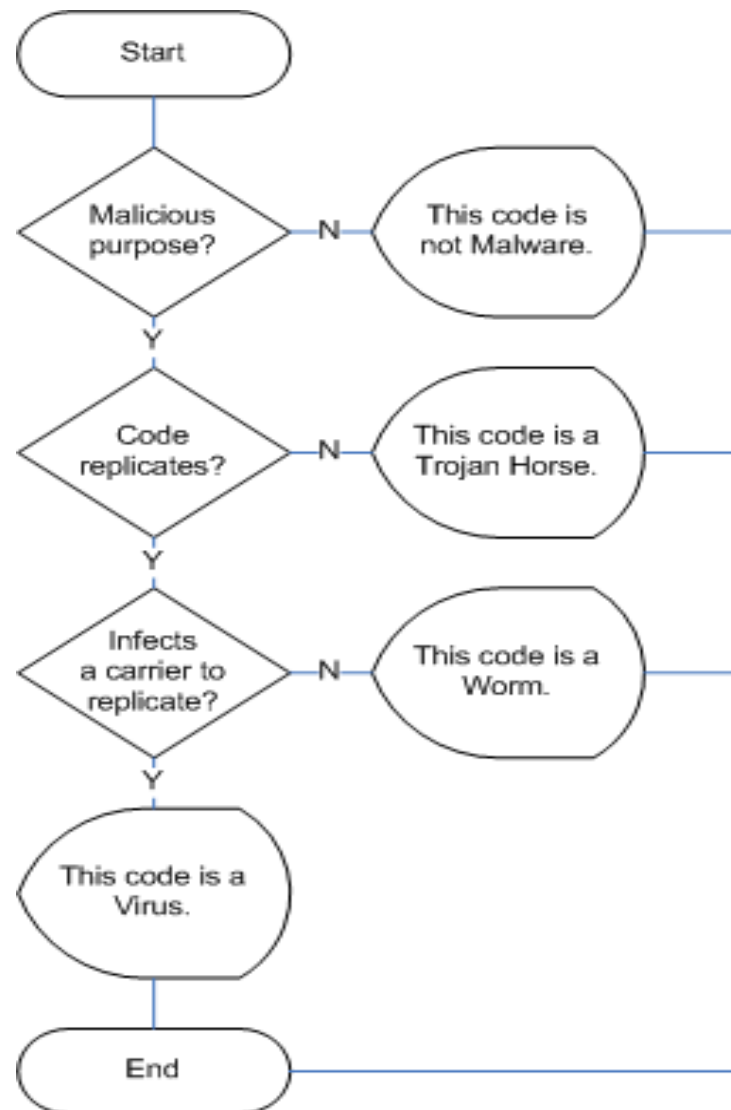 Start
Malicious
purpose?
N
This code is
not Malware.
Y
Code
replicates?
N
This code is a
Trojan Horse.
Y
Infects
a carrier to
replicate?
N
This code is a
Worm.
Y
This code is a
Virus.
End